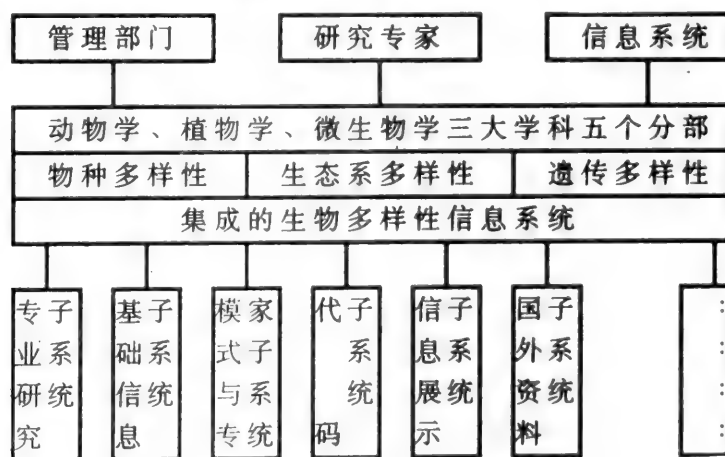 管理部门
研究专家
信息系统
动物学、植物学、微生物学三大学科五个分部
物种多样性
生态系多样性
遗传多样性
集成的生物多样性信息系统
专业研究
子系统
基础信息
子系统
模式与专
家子系统
代码
子系统
信息展示
子系统
国外资料
子系统
: : : :